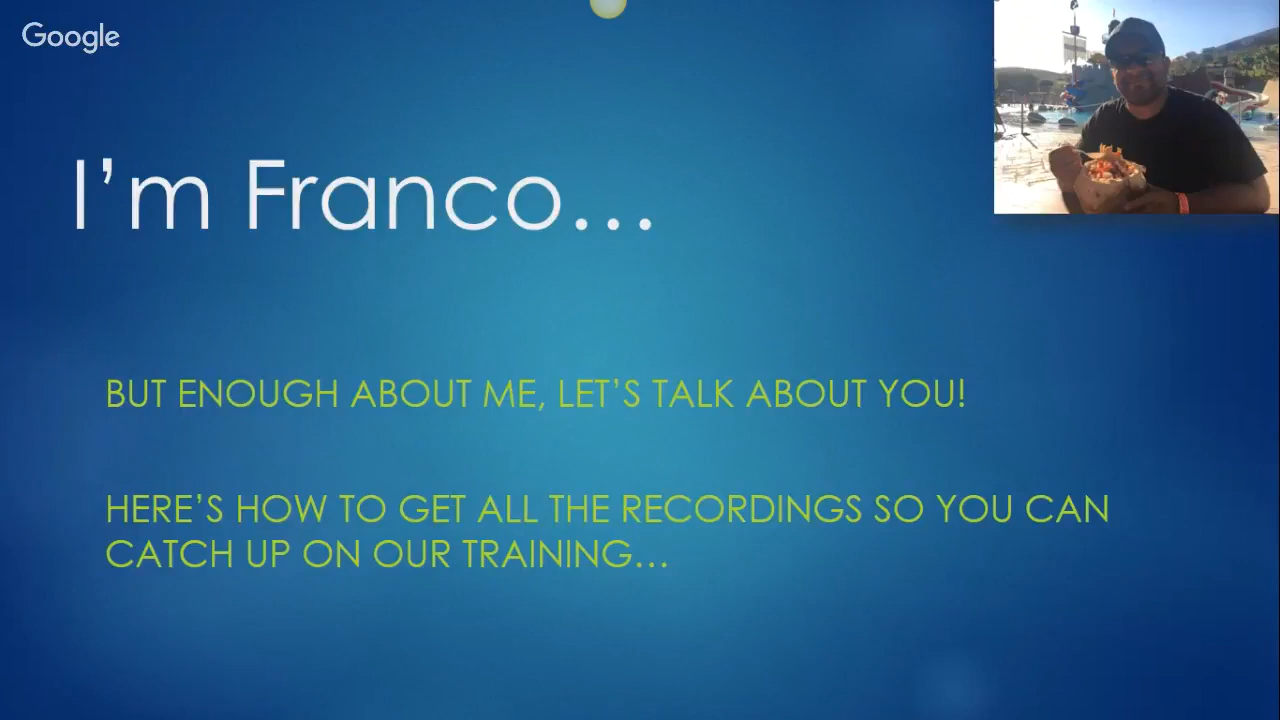 Google
I’m Franco…
BUT ENOUGH ABOUT ME, LET’S TALK ABOUT YOU!
HERE’S HOW TO GET ALL THE RECORDINGS SO YOU CAN
CATCH UP ON OUR TRAINING…